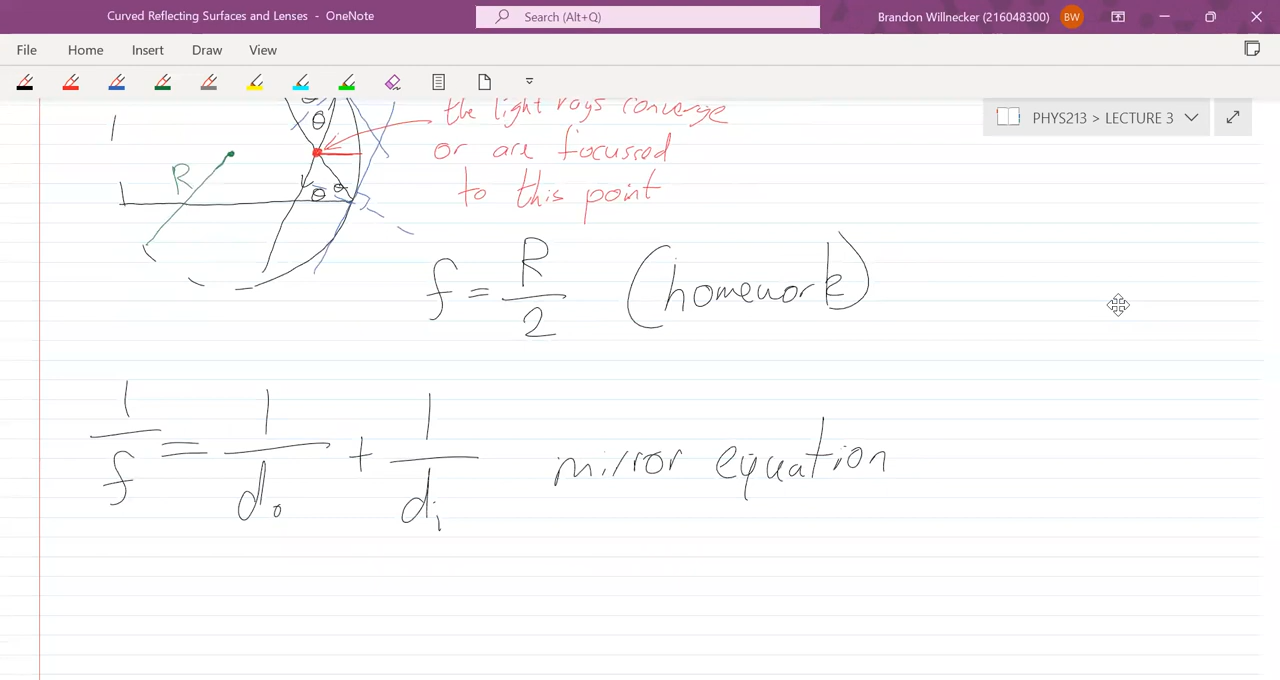 Curved Reflecting Surfaces and Lenses - OneNote
Search (Alt+Q)
Brandon Willnecker (216048300)
BW
File Home Insert Draw View
PHYS213 > LECTURE 3
the light rays converge
or are focussed
to this point
R
θ
θ θ
f = R/2 (homework)
1/f = 1/d₀ + 1/dᵢ mirror equation